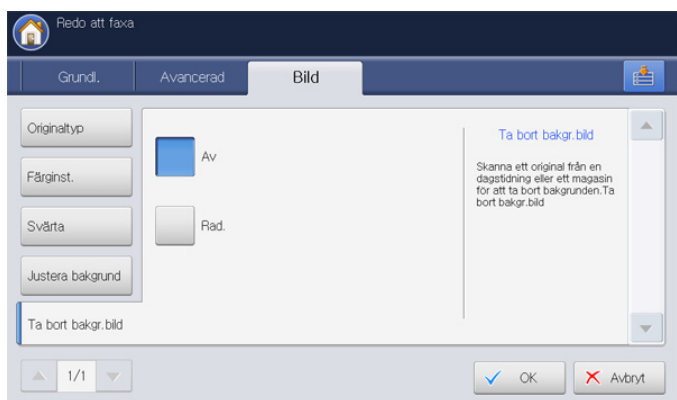 Redo att faxa
Grundl.
Avancerad
Bild
Originaltyp
Färginst.
Svärta
Justera bakgrund
Ta bort bakgr.bild
Av
Rad.
Ta bort bakgr.bild
Skanna ett original från en
dagstidning eller ett magasin
för att ta bort bakgrunden.Ta
bort bakgr.bild
1/1
OK
Avbryt